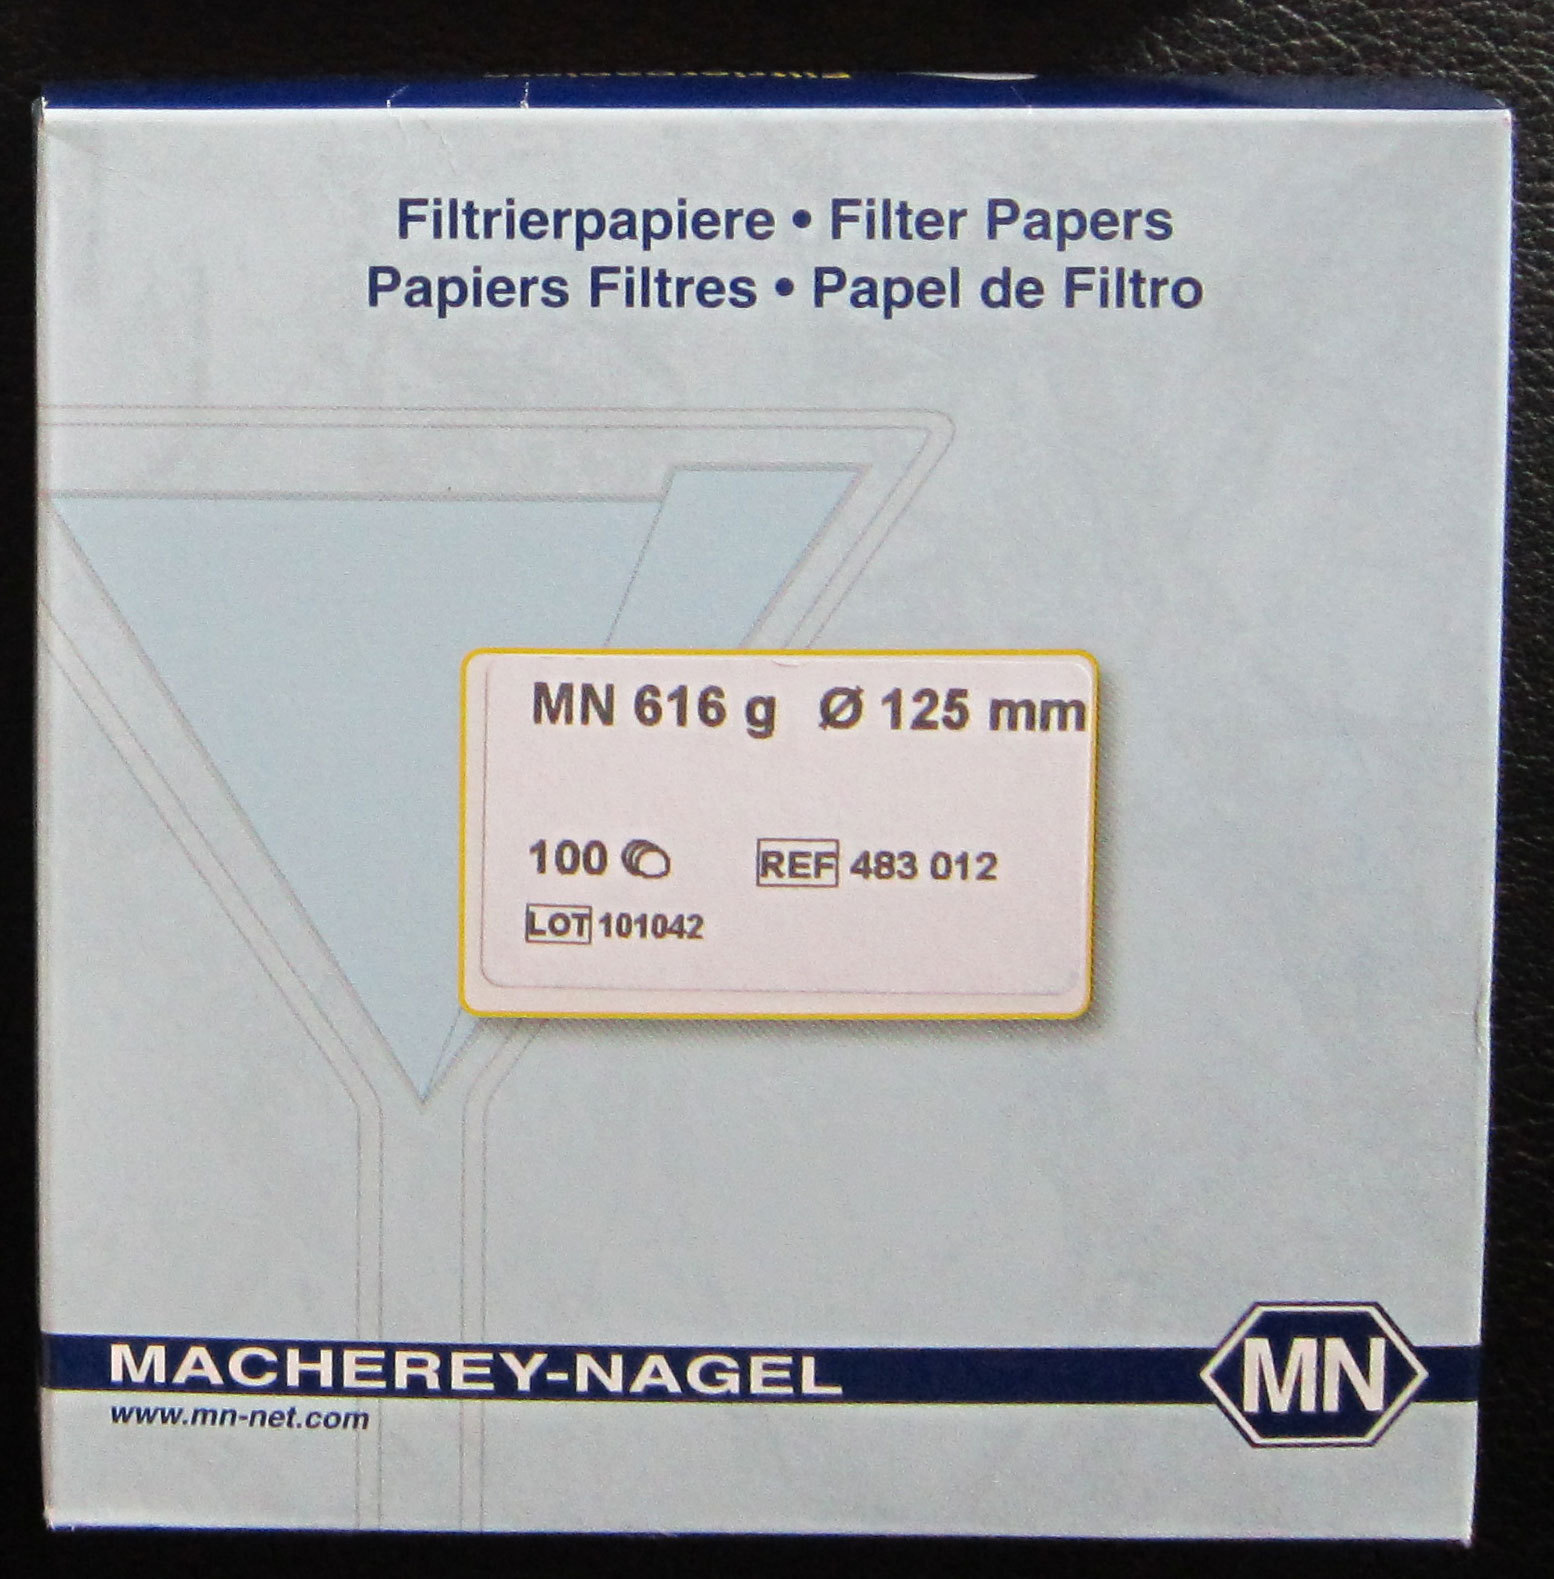 Filtrierpapiere
Filtrierpapiere • Filter Papers
Papiers Filtres • Papel de Filtro
MN 616 g Ø 125 mm
100 REF 483 012
LOT 101042
MACHEREY-NAGEL
MN
www.mn-net.com